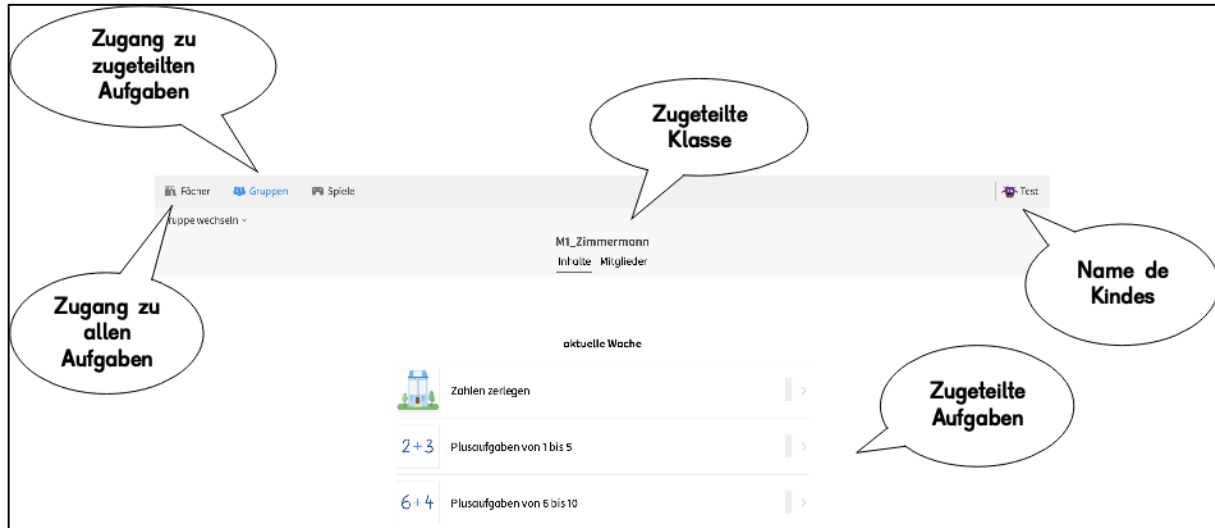 Zugang zu
zugeteilten
Aufgaben
Zugeteilte
Klasse
Fächer Gruppen Spiele Test
ruppe wechseln
M1_Zimmermann
Inhalte Mitglieder
Zugang zu
allen
Aufgaben
Name de
Kindes
aktuelle Woche
Zahlen zerlegen
Zugeteilte
Aufgaben
2+3 Plusaufgaben von 1 bis 5
6+4 Plusaufgaben von 6 bis 10